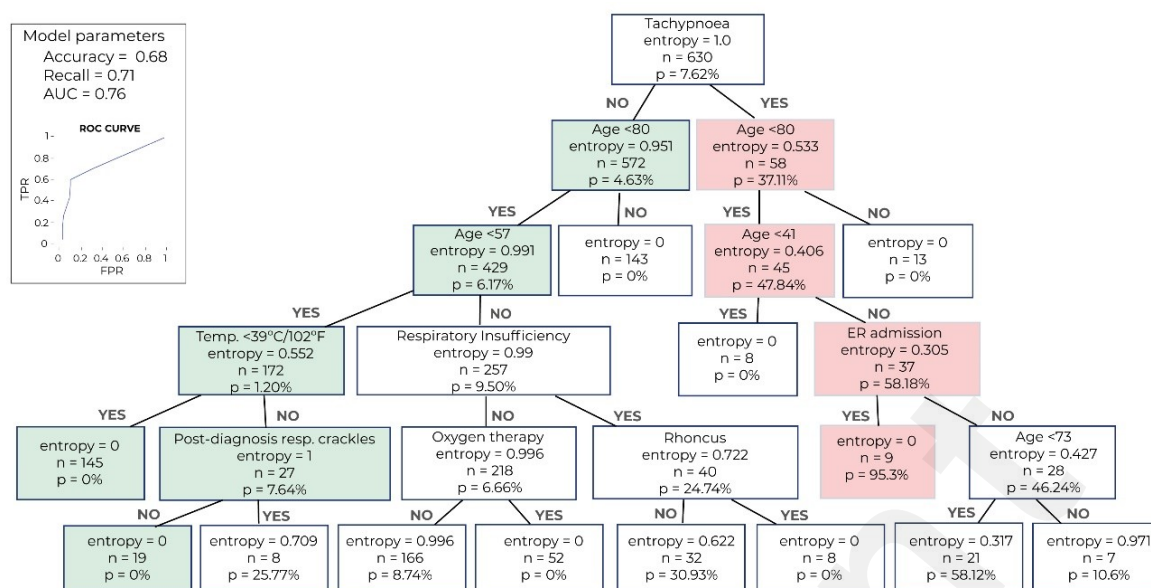 Model parameters
Accuracy = 0.68
Recall = 0.71
AUC = 0.76
ROC CURVE
1
0.8
0.6
0.4
0.2
0
TPR
0 0.2 0.4 0.6 0.8 1
FPR
Tachypnoea
entropy = 1.0
n = 630
p = 7.62%
NO
YES
Age <80
entropy = 0.951
n = 572
p = 4.63%
Age <80
entropy = 0.533
n = 58
p = 37.11%
YES
NO
YES
NO
Age <57
entropy = 0.991
n = 429
p = 6.17%
entropy = 0
n = 143
p = 0%
Age <41
entropy = 0.406
n = 45
p = 47.84%
entropy = 0
n = 13
p = 0%
YES
NO
YES
NO
Temp. <39°C/102°F
entropy = 0.552
n = 172
p = 1.20%
Respiratory Insufficiency
entropy = 0.99
n = 257
p = 9.50%
entropy = 0
n = 8
p = 0%
ER admission
entropy = 0.305
n = 37
p = 58.18%
YES
NO
NO
YES
YES
NO
entropy = 0
n = 145
p = 0%
Post-diagnosis resp. crackles
entropy = 1
n = 27
p = 7.64%
Oxygen therapy
entropy = 0.996
n = 218
p = 6.66%
Rhoncus
entropy = 0.722
n = 40
p = 24.74%
entropy = 0
n = 9
p = 95.3%
Age <73
entropy = 0.427
n = 28
p = 46.24%
NO
YES
NO
YES
NO
YES
YES
NO
entropy = 0
n = 19
p = 0%
entropy = 0.709
n = 8
p = 25.77%
entropy = 0.996
n = 166
p = 8.74%
entropy = 0
n = 52
p = 0%
entropy = 0.622
n = 32
p = 30.93%
entropy = 0
n = 8
p = 0%
entropy = 0.317
n = 21
p = 58.12%
entropy = 0.971
n = 7
p = 10.6%